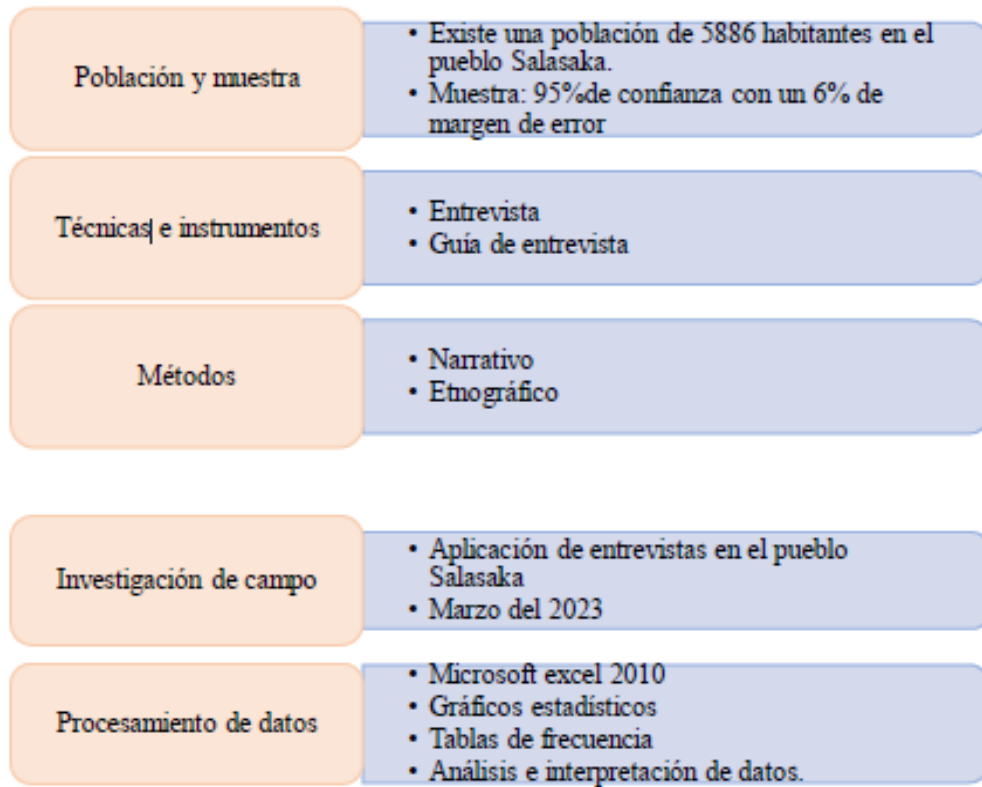 Población y muestra
• Existe una población de 5886 habitantes en el
pueblo Salasaka.
• Muestra: 95%de confianza con un 6% de
margen de error
Técnicas e instrumentos
• Entrevista
• Guía de entrevista
Métodos
• Narrativo
• Etnográfico
Investigación de campo
• Aplicación de entrevistas en el pueblo
Salasaka
• Marzo del 2023
Procesamiento de datos
• Microsoft excel 2010
• Gráficos estadísticos
• Tablas de frecuencia
• Análisis e interpretación de datos.